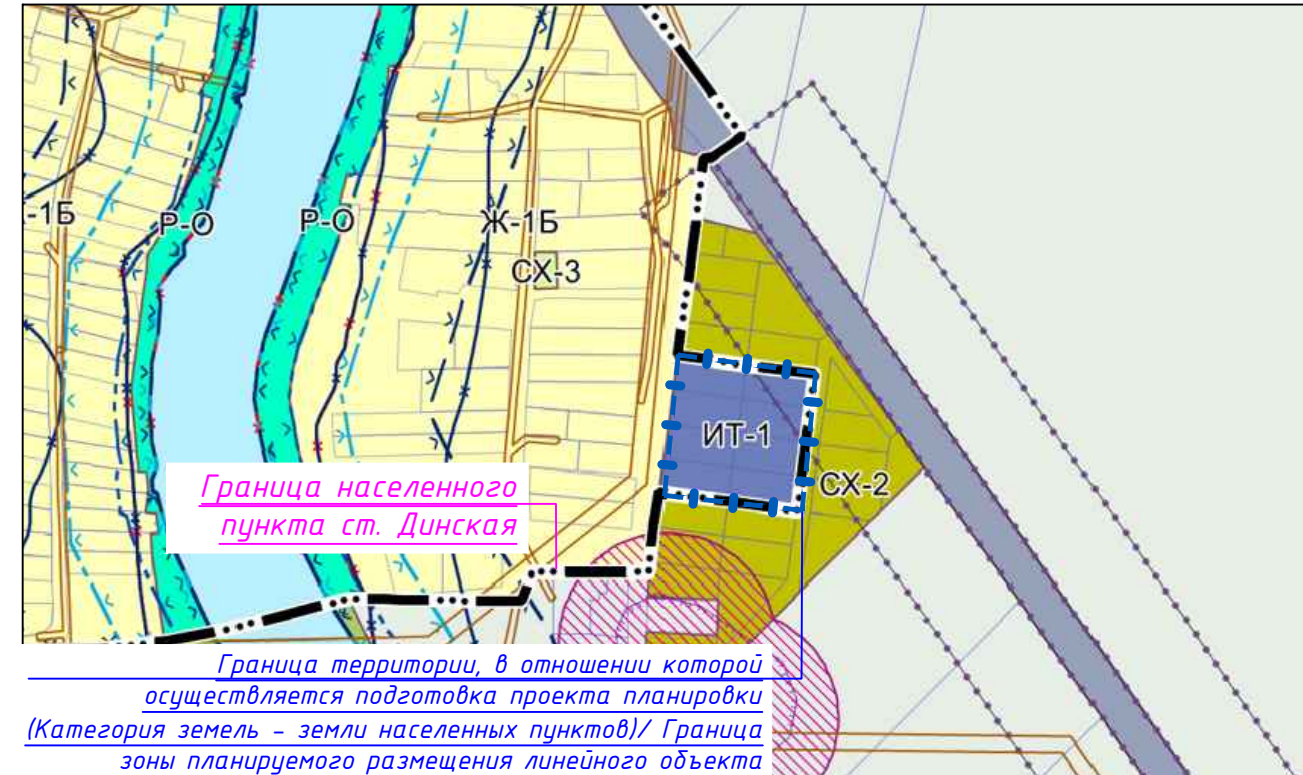 -1Б
Р-О
Р-О
Ж-1Б
СХ-3
ИТ-1
СХ-2
Граница населенного
пункта ст. Динская
Граница территории, в отношении которой
осуществляется подготовка проекта планировки
(Категория земель – земли населенных пунктов)/ Граница
зоны планируемого размещения линейного объекта